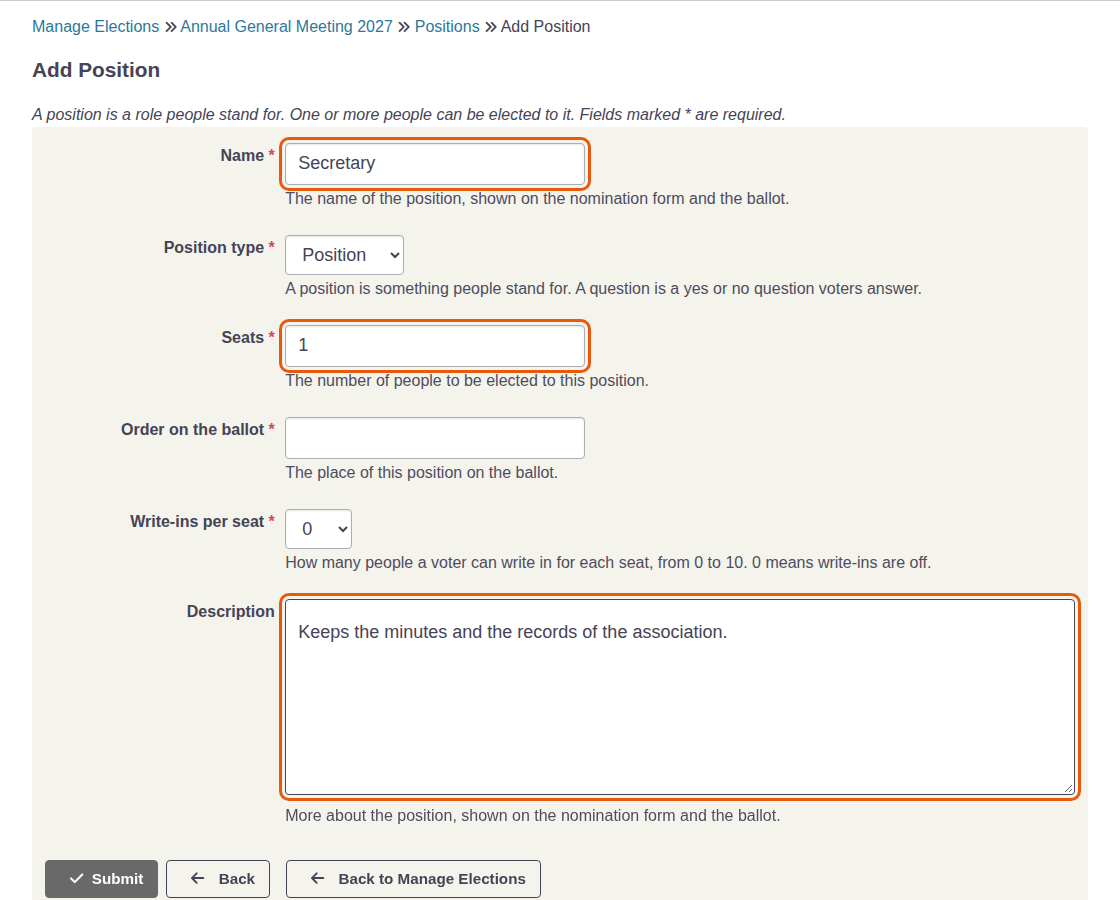 Manage Elections » Annual General Meeting 2027 » Positions » Add Position
Add Position
A position is a role people stand for. One or more people can be elected to it. Fields marked * are required.
Name *
Secretary
The name of the position, shown on the nomination form and the ballot.
Position type *
Position
A position is something people stand for. A question is a yes or no question voters answer.
Seats *
1
The number of people to be elected to this position.
Order on the ballot *
The place of this position on the ballot.
Write-ins per seat *
0
How many people a voter can write in for each seat, from 0 to 10. 0 means write-ins are off.
Description
Keeps the minutes and the records of the association.
More about the position, shown on the nomination form and the ballot.
Submit
Back
Back to Manage Elections